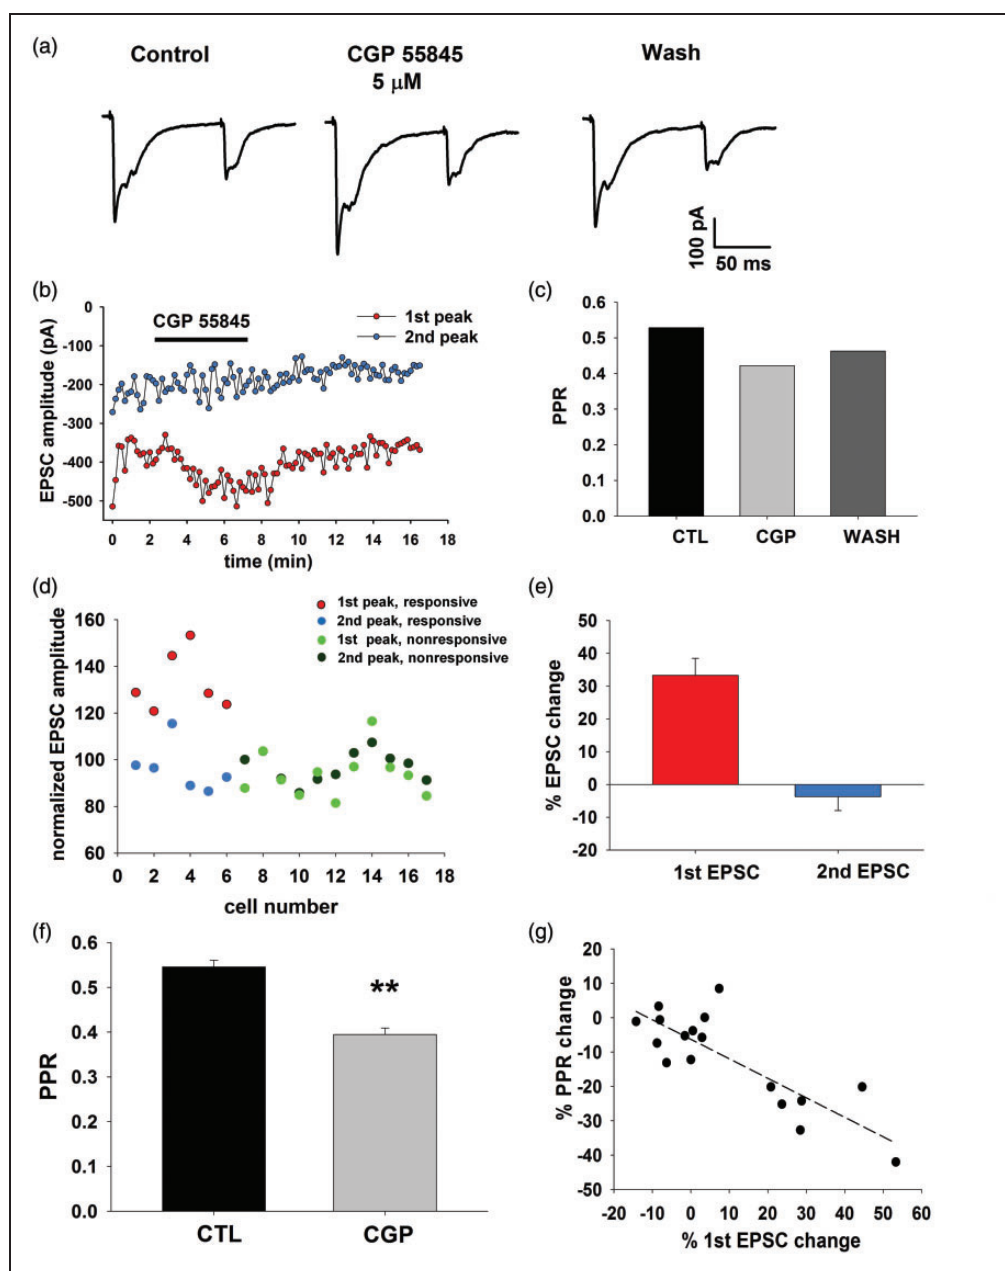 (a)
Control
CGP 55845
5 µM
Wash
100 pA
50 ms
(b)
EPSC amplitude (pA)
0
-100
-200
-300
-400
-500
CGP 55845
1st peak
2nd peak
0 2 4 6 8 10 12 14 16 18
time (min)
(c)
PPR
0.6
0.5
0.4
0.3
0.2
0.1
0.0
CTL CGP WASH
(d)
normalized EPSC amplitude
160
140
120
100
80
60
1st peak, responsive
2nd peak, responsive
1st peak, nonresponsive
2nd peak, nonresponsive
0 2 4 6 8 10 12 14 16 18
cell number
(e)
% EPSC change
50
40
30
20
10
0
-10
-20
1st EPSC 2nd EPSC
(f)
PPR
0.6
0.5
0.4
0.3
0.2
0.1
0.0
**
CTL CGP
(g)
% PPR change
20
10
0
-10
-20
-30
-40
-50
-20 -10 0 10 20 30 40 50 60
% 1st EPSC change